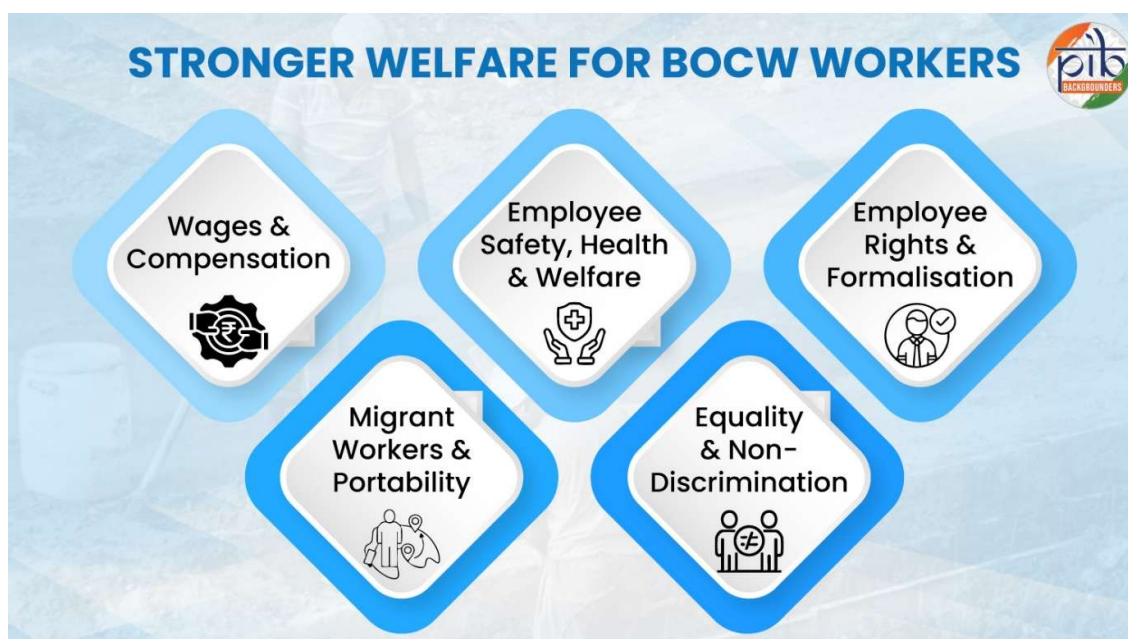 STRONGER WELFARE FOR BOCW WORKERS
pib
BACKGROUNDERS
Wages &
Compensation
₹
Employee
Safety, Health
& Welfare
Employee
Rights &
Formalisation
Migrant
Workers &
Portability
Equality
& Non-
Discrimination